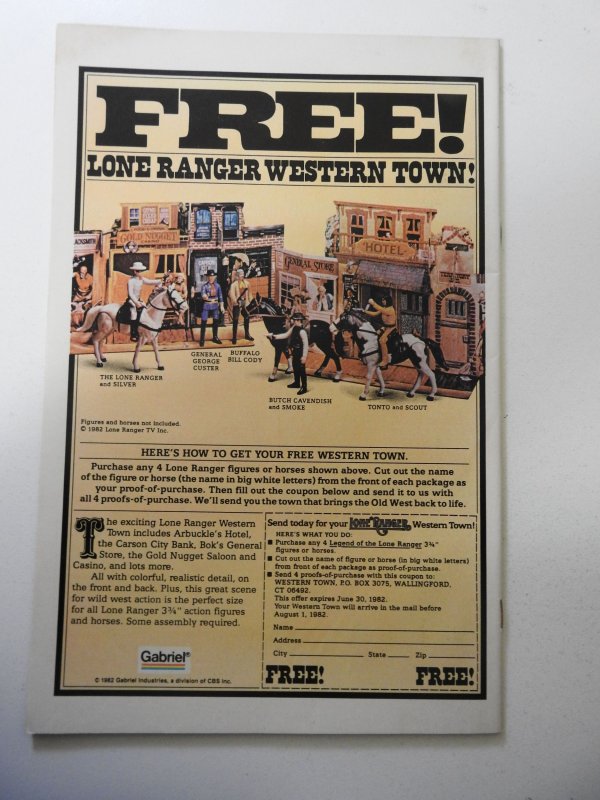 FREE!
LONE RANGER WESTERN TOWN!
GOLD NUGGET
HOTEL
GENERAL STORE
THE LONE RANGER
and SILVER
GENERAL
GEORGE
CUSTER
BUFFALO
BILL CODY
BUTCH CAVENDISH
and SMOKE
TONTO and SCOUT
Figures and horses not included.
© 1982 Lone Ranger TV Inc.
HERE'S HOW TO GET YOUR FREE WESTERN TOWN.
Purchase any 4 Lone Ranger figures or horses shown above. Cut out the name
of the figure or horse (the name in big white letters) from the front of each package as
your proof-of-purchase. Then fill out the coupon below and send it to us with
all 4 proofs-of-purchase. We'll send you the town that brings the Old West back to life.
The exciting Lone Ranger Western
Town includes Arbuckle's Hotel,
the Carson City Bank, Bok's General
Store, the Gold Nugget Saloon and
Casino, and lots more.
All with colorful, realistic detail, on
the front and back. Plus, this great scene
for wild west action is the perfect size
for all Lone Ranger 3¾" action figures
and horses. Some assembly required.
Gabriel®
© 1982 Gabriel Industries, a division of CBS Inc.
Send today for your LONE RANGER Western Town!
HERE'S WHAT YOU DO:
■ Purchase any 4 Legend of the Lone Ranger 3¾"
figures or horses.
■ Cut out the name of figure or horse (in big white letters)
from front of each package as proof-of-purchase.
■ Send 4 proofs-of-purchase with this coupon to:
WESTERN TOWN, P.O. BOX 3075, WALLINGFORD,
CT 06492.
This offer expires June 30, 1982.
Your Western Town will arrive in the mail before
August 1, 1982.
Name
Address
City State Zip
FREE! FREE!